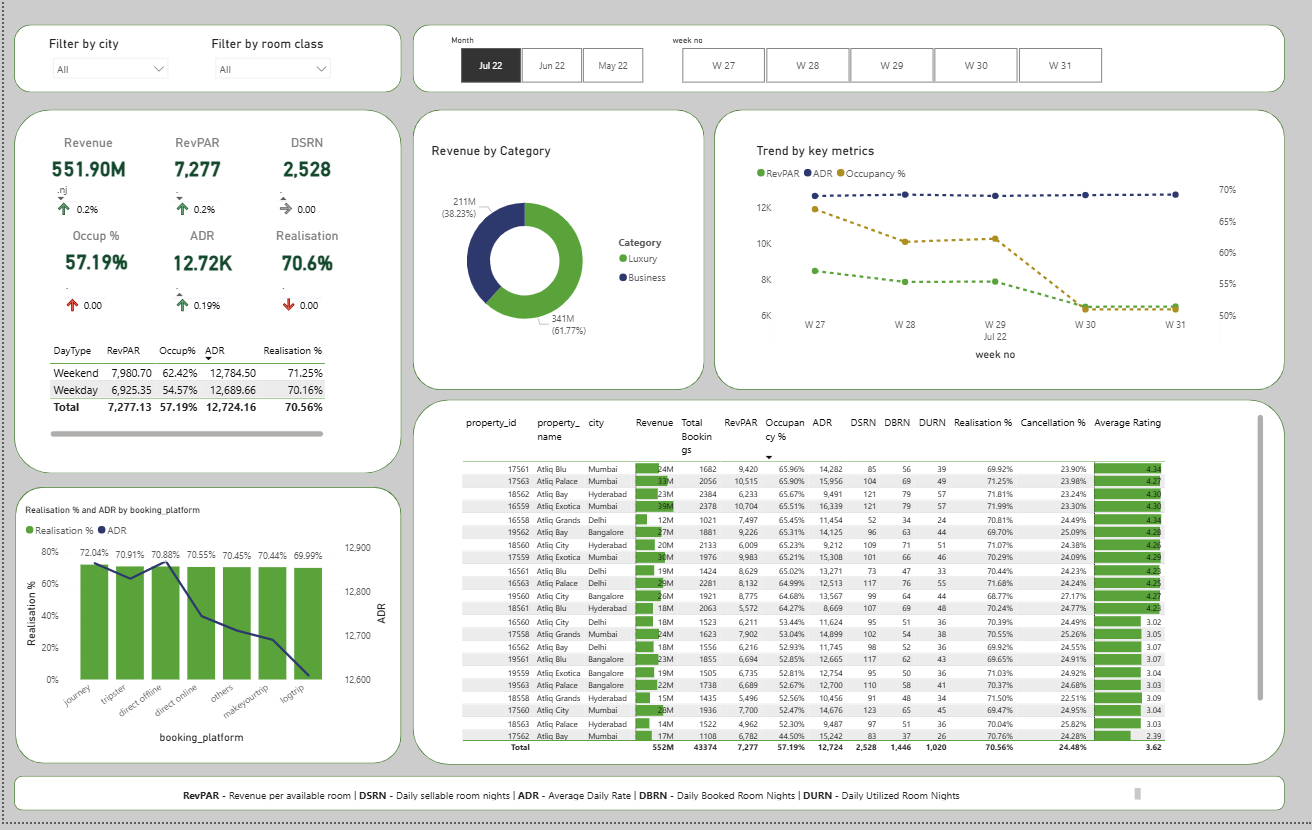 Filter by city
All
Filter by room class
All
Month
Jul 22 Jun 22 May 22
week no
W 27 W 28 W 29 W 30 W 31
Revenue RevPAR DSRN
551.90M 7,277 2,528
.nj . .
0.2% 0.2% 0.00
Occup % ADR Realisation
57.19% 12.72K 70.6%
. . .
0.00 0.19% 0.00
DayType RevPAR Occup% ADR Realisation %
Weekend 7,980.70 62.42% 12,784.50 71.25%
Weekday 6,925.35 54.57% 12,689.66 70.16%
Total 7,277.13 57.19% 12,724.16 70.56%
Revenue by Category
211M
(38.23%)
341M
(61.77%)
Category
Luxury
Business
Trend by key metrics
RevPAR ADR Occupancy %
12K
10K
8K
6K
70%
65%
60%
55%
50%
W 27 W 28 W 29 W 30 W 31
Jul 22
week no
Realisation % and ADR by booking_platform
Realisation % ADR
Realisation %
80%
60%
40%
20%
0%
72.04% 70.91% 70.88% 70.55% 70.45% 70.44% 69.99%
12,900
12,800
12,700
12,600
ADR
journey tripster direct offline direct online others makeyourtrip logtrip
booking_platform
property_id property_name city Revenue Total Bookings RevPAR Occupancy % ADR DSRN DBRN DURN Realisation % Cancellation % Average Rating
17561 Atliq Blu Mumbai 24M 1682 9,420 65.96% 14,282 85 56 39 69.92% 23.90% 4.34
17563 Atliq Palace Mumbai 33M 2056 10,515 65.90% 15,956 104 69 49 71.25% 23.98% 4.27
18562 Atliq Bay Hyderabad 23M 2384 6,233 65.67% 9,491 121 79 57 71.81% 23.24% 4.30
16559 Atliq Exotica Mumbai 39M 2378 10,704 65.51% 16,339 121 79 57 71.99% 23.30% 4.30
16558 Atliq Grands Delhi 12M 1021 7,497 65.45% 11,454 52 34 24 70.81% 24.49% 4.34
19562 Atliq Bay Bangalore 27M 1881 9,226 65.31% 14,125 96 63 44 69.70% 25.09% 4.28
18560 Atliq City Hyderabad 20M 2133 6,009 65.23% 9,212 109 71 51 71.07% 24.38% 4.26
17559 Atliq Exotica Mumbai 30M 1976 9,983 65.21% 15,308 101 66 46 70.29% 24.09% 4.29
16561 Atliq Blu Delhi 19M 1424 8,629 65.02% 13,271 73 47 33 70.44% 24.23% 4.23
16563 Atliq Palace Delhi 29M 2281 8,132 64.99% 12,513 117 76 55 71.68% 24.24% 4.25
19560 Atliq City Bangalore 26M 1921 8,775 64.68% 13,567 99 64 44 68.77% 27.17% 4.27
18561 Atliq Blu Hyderabad 18M 1905 5,572 64.27% 8,669 107 69 48 70.24% 24.77% 4.23
16560 Atliq City Delhi 18M 1523 6,211 53.44% 11,624 95 51 36 70.39% 24.49% 3.02
17558 Atliq Grands Mumbai 24M 1623 7,902 53.04% 14,899 102 54 38 70.55% 25.26% 3.05
16562 Atliq Bay Delhi 18M 1556 6,216 52.93% 11,745 98 52 36 69.92% 24.55% 3.07
19561 Atliq Blu Bangalore 23M 1855 6,694 52.85% 12,665 117 62 43 69.65% 24.91% 3.07
19559 Atliq Exotica Bangalore 19M 1505 6,735 52.81% 12,754 95 50 36 71.03% 24.92% 3.04
19563 Atliq Palace Bangalore 22M 1738 6,689 52.67% 12,700 110 58 41 70.37% 24.68% 3.03
18558 Atliq Grands Hyderabad 15M 1435 5,496 52.56% 10,456 91 48 34 71.50% 22.51% 3.09
17560 Atliq City Mumbai 28M 1936 7,700 52.47% 14,676 123 65 45 69.47% 24.95% 3.04
18563 Atliq Palace Hyderabad 14M 1522 4,962 52.30% 9,487 97 51 36 70.04% 25.82% 3.03
17562 Atliq Bay Mumbai 17M 1108 6,782 44.50% 15,242 83 37 26 70.76% 24.28% 2.39
Total 552M 43374 7,277 57.19% 12,724 2,528 1,446 1,020 70.56% 24.48% 3.62
RevPAR - Revenue per available room | DSRN - Daily sellable room nights | ADR - Average Daily Rate | DBRN - Daily Booked Room Nights | DURN - Daily Utilized Room Nights